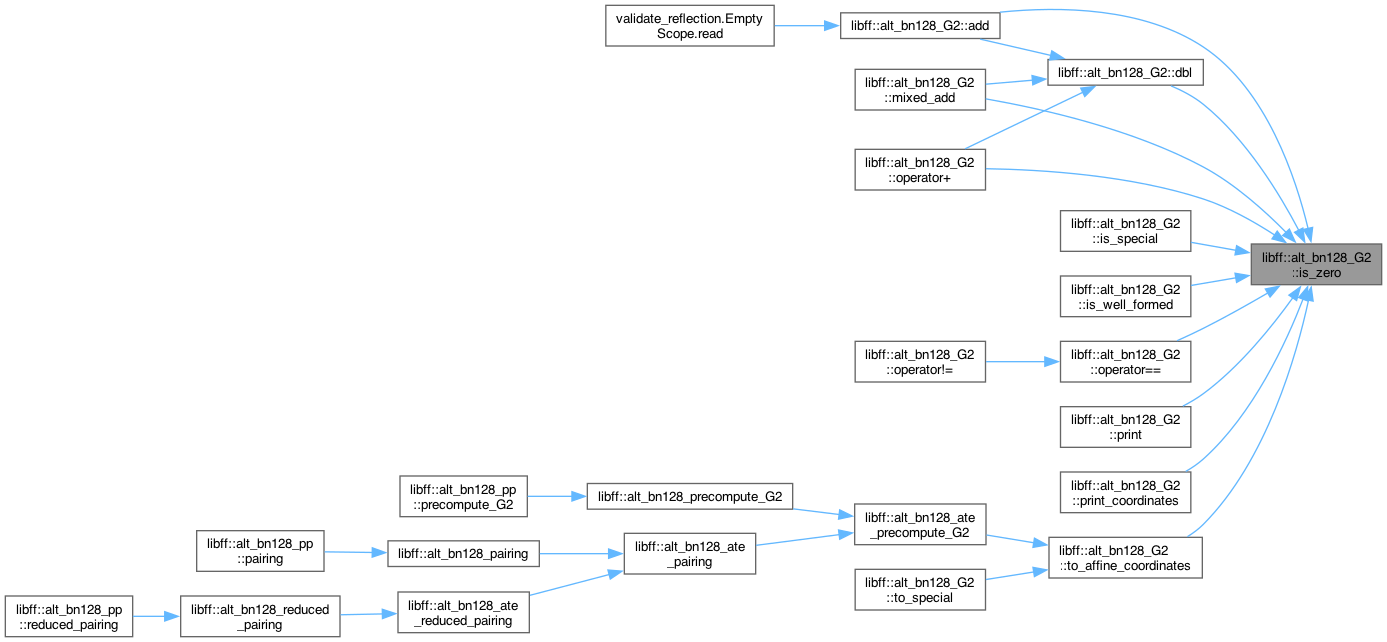 validate_reflection.Empty
Scope.read
libff::alt_bn128_G2::add
libff::alt_bn128_G2::dbl
libff::alt_bn128_G2
::mixed_add
libff::alt_bn128_G2
::operator+
libff::alt_bn128_G2
::is_special
libff::alt_bn128_G2
::is_zero
libff::alt_bn128_G2
::is_well_formed
libff::alt_bn128_G2
::operator!=
libff::alt_bn128_G2
::operator==
libff::alt_bn128_G2
::print
libff::alt_bn128_G2
::print_coordinates
libff::alt_bn128_pp
::precompute_G2
libff::alt_bn128_precompute_G2
libff::alt_bn128_ate
_precompute_G2
libff::alt_bn128_pp
::pairing
libff::alt_bn128_pairing
libff::alt_bn128_ate
_pairing
libff::alt_bn128_G2
::to_affine_coordinates
libff::alt_bn128_G2
::to_special
libff::alt_bn128_pp
::reduced_pairing
libff::alt_bn128_reduced
_pairing
libff::alt_bn128_ate
_reduced_pairing